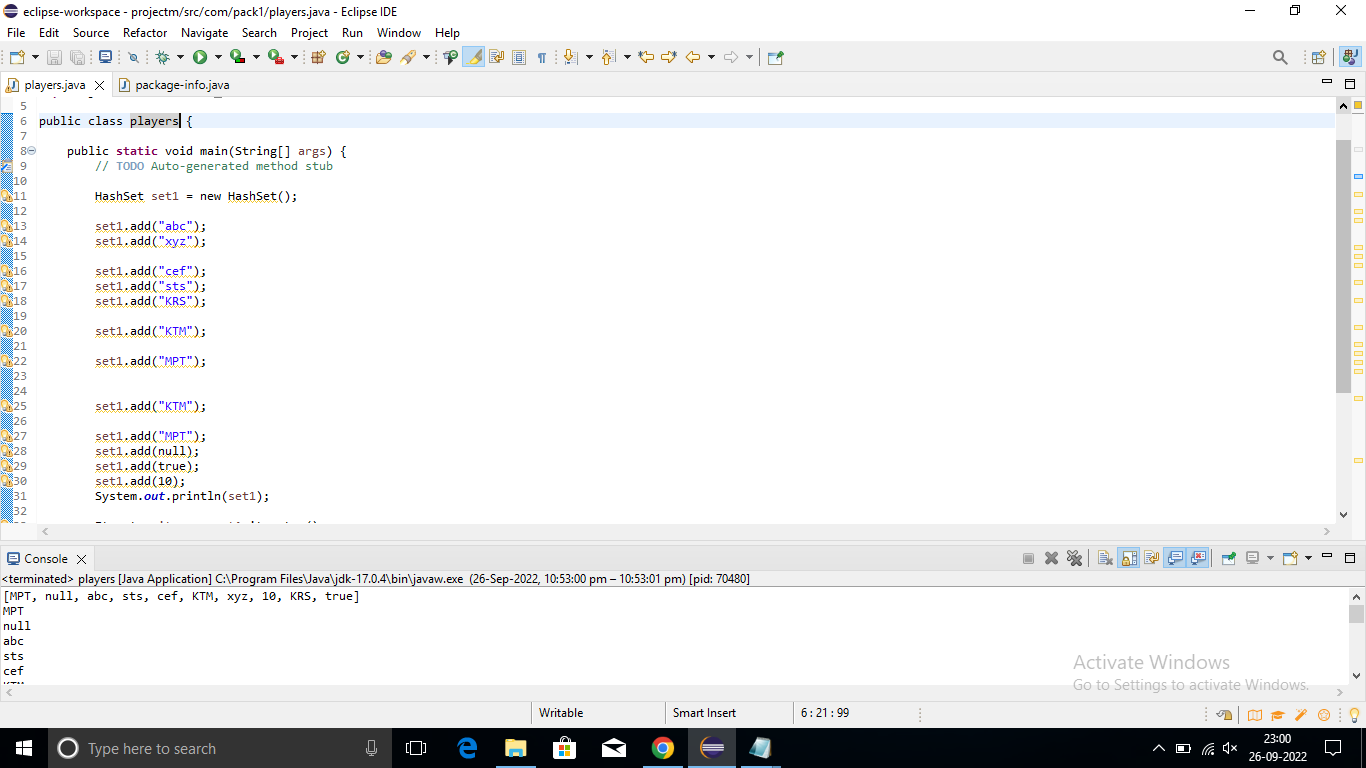 eclipse-workspace - projectm/src/com/pack1/players.java - Eclipse IDE
File Edit Source Refactor Navigate Search Project Run Window Help
players.java package-info.java
5
6 public class players {
7
8 public static void main(String[] args) {
9 // TODO Auto-generated method stub
10
11 HashSet set1 = new HashSet();
12
13 set1.add("abc");
14 set1.add("xyz");
15
16 set1.add("cef");
17 set1.add("sts");
18 set1.add("KRS");
19
20 set1.add("KTM");
21
22 set1.add("MPT");
23
24
25 set1.add("KTM");
26
27 set1.add("MPT");
28 set1.add(null);
29 set1.add(true);
30 set1.add(10);
31 System.out.println(set1);
32
Console
<terminated> players [Java Application] C:\Program Files\Java\jdk-17.0.4\bin\javaw.exe (26-Sep-2022, 10:53:00 pm – 10:53:01 pm) [pid: 70480]
[MPT, null, abc, sts, cef, KTM, xyz, 10, KRS, true]
MPT
null
abc
sts
cef
Activate Windows
Go to Settings to activate Windows.
Writable Smart Insert 6 : 21 : 99
Type here to search
23:00
26-09-2022